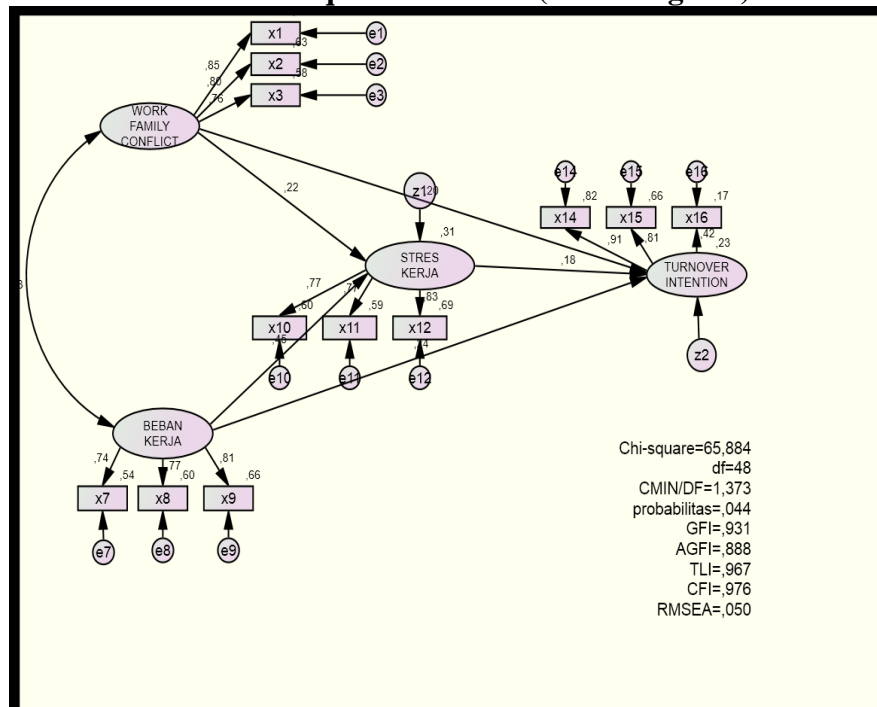 x1
e1
,63
,85
x2
e2
,80
,58
,76
x3
e3
WORK
FAMILY
CONFLICT
e14
e15
e16
,22
z1
,20
,82
,66
,17
x14
x15
x16
,31
,91
,81
,42
,23
STRES
KERJA
,18
TURNOVER
INTENTION
,77
,77
,83
,60
,59
,69
x10
x11
x12
,45
z2
e10
e11
e12
BEBAN
KERJA
,74
,77
,81
,54
,60
,66
x7
x8
x9
e7
e8
e9
Chi-square=65,884
df=48
CMIN/DF=1,373
probabilitas=,044
GFI=,931
AGFI=,888
TLI=,967
CFI=,976
RMSEA=,050